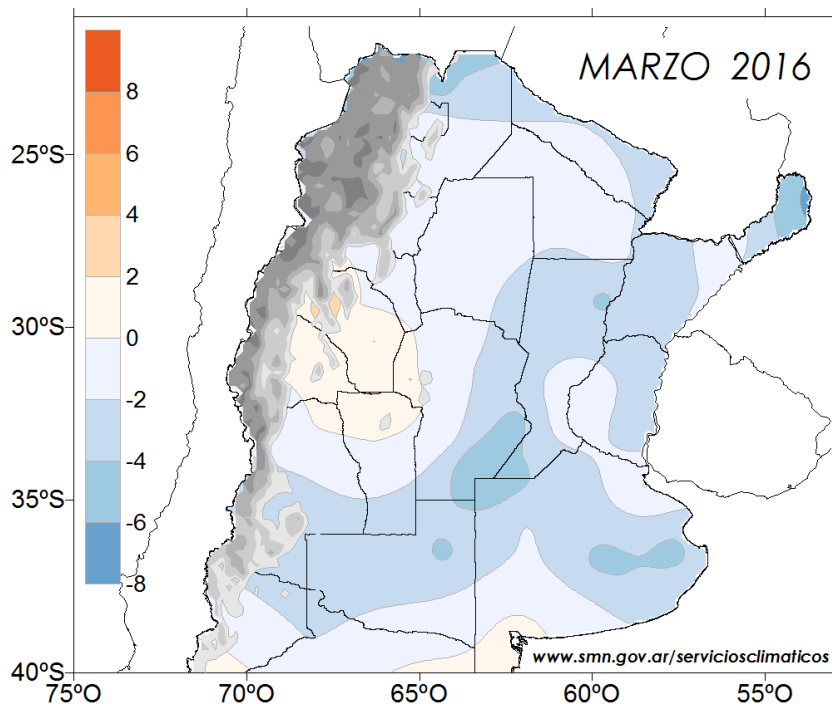 MARZO 2016
8
6
4
2
0
-2
-4
-6
-8
25ºS
30ºS
35ºS
40ºS
75ºO
70ºO
65ºO
60ºO
55ºO
www.smn.gov.ar/serviciosclimaticos